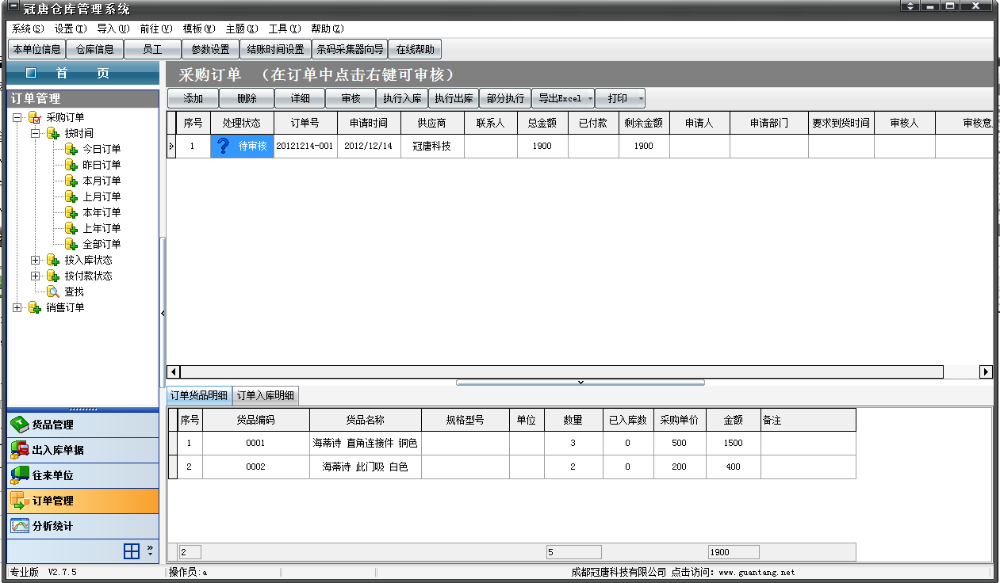 冠唐仓库管理系统
系统(S) 设置(T) 导入(U) 前往(V) 模板(W) 主题(X) 工具(Y) 帮助(Z)
本单位信息 仓库信息 员工 参数设置 结账时间设置 条码采集器向导 在线帮助
首 页
采购订单 （在订单中点击右键可审核）
订单管理
添加 删除 详细 审核 执行入库 执行出库 部分执行 导出Excel 打印
采购订单
按时间
今日订单
昨日订单
本月订单
上月订单
本年订单
上年订单
全部订单
按入库状态
按付款状态
查找
销售订单
序号 处理状态 订单号 申请时间 供应商 联系人 总金额 已付款 剩余金额 申请人 申请部门 要求到货时间 审核人 审核意
1 待审核 20121214-001 2012/12/14 冠唐科技 1900 1900
订单货品明细 订单入库明细
序号 货品编码 货品名称 规格型号 单位 数量 已入库数 采购单价 金额 备注
1 0001 海蒂诗 直角连接件 铜色 3 0 500 1500
2 0002 海蒂诗 此门吸 白色 2 0 200 400
2 5 1900
货品管理
出入库单据
往来单位
订单管理
分析统计
专业版 V2.7.5 操作员:a 成都冠唐科技有限公司 点击访问: www.guantang.net